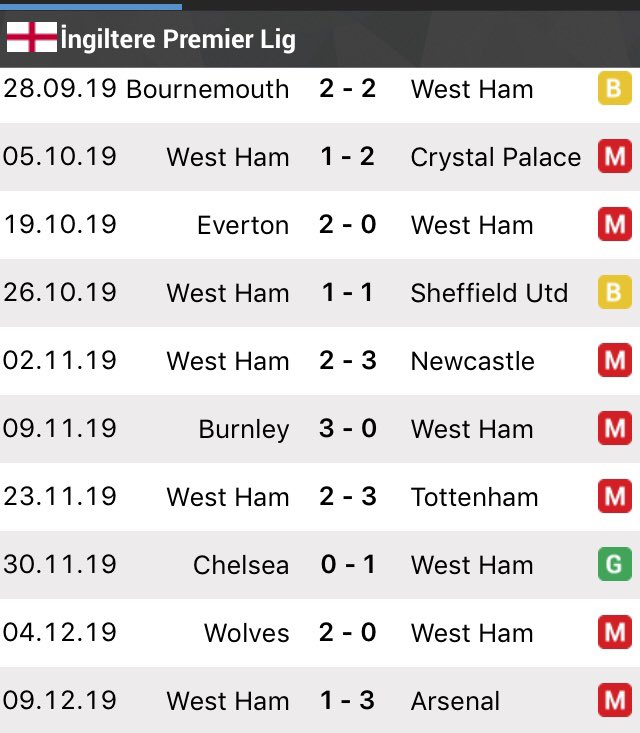 İngiltere Premier Lig
28.09.19 Bournemouth 2 - 2 West Ham B
05.10.19 West Ham 1 - 2 Crystal Palace M
19.10.19 Everton 2 - 0 West Ham M
26.10.19 West Ham 1 - 1 Sheffield Utd B
02.11.19 West Ham 2 - 3 Newcastle M
09.11.19 Burnley 3 - 0 West Ham M
23.11.19 West Ham 2 - 3 Tottenham M
30.11.19 Chelsea 0 - 1 West Ham G
04.12.19 Wolves 2 - 0 West Ham M
09.12.19 West Ham 1 - 3 Arsenal M